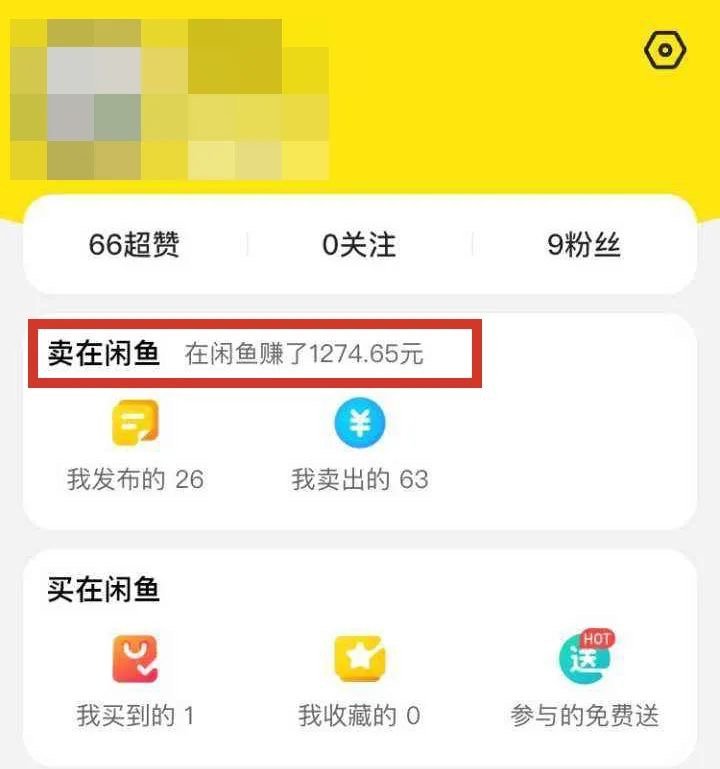 66超赞 0关注 9粉丝
卖在闲鱼 在闲鱼赚了1274.65元
¥
我发布的 26 我卖出的 63
买在闲鱼
HOT
送
我买到的 1 我收藏的 0 参与的免费送